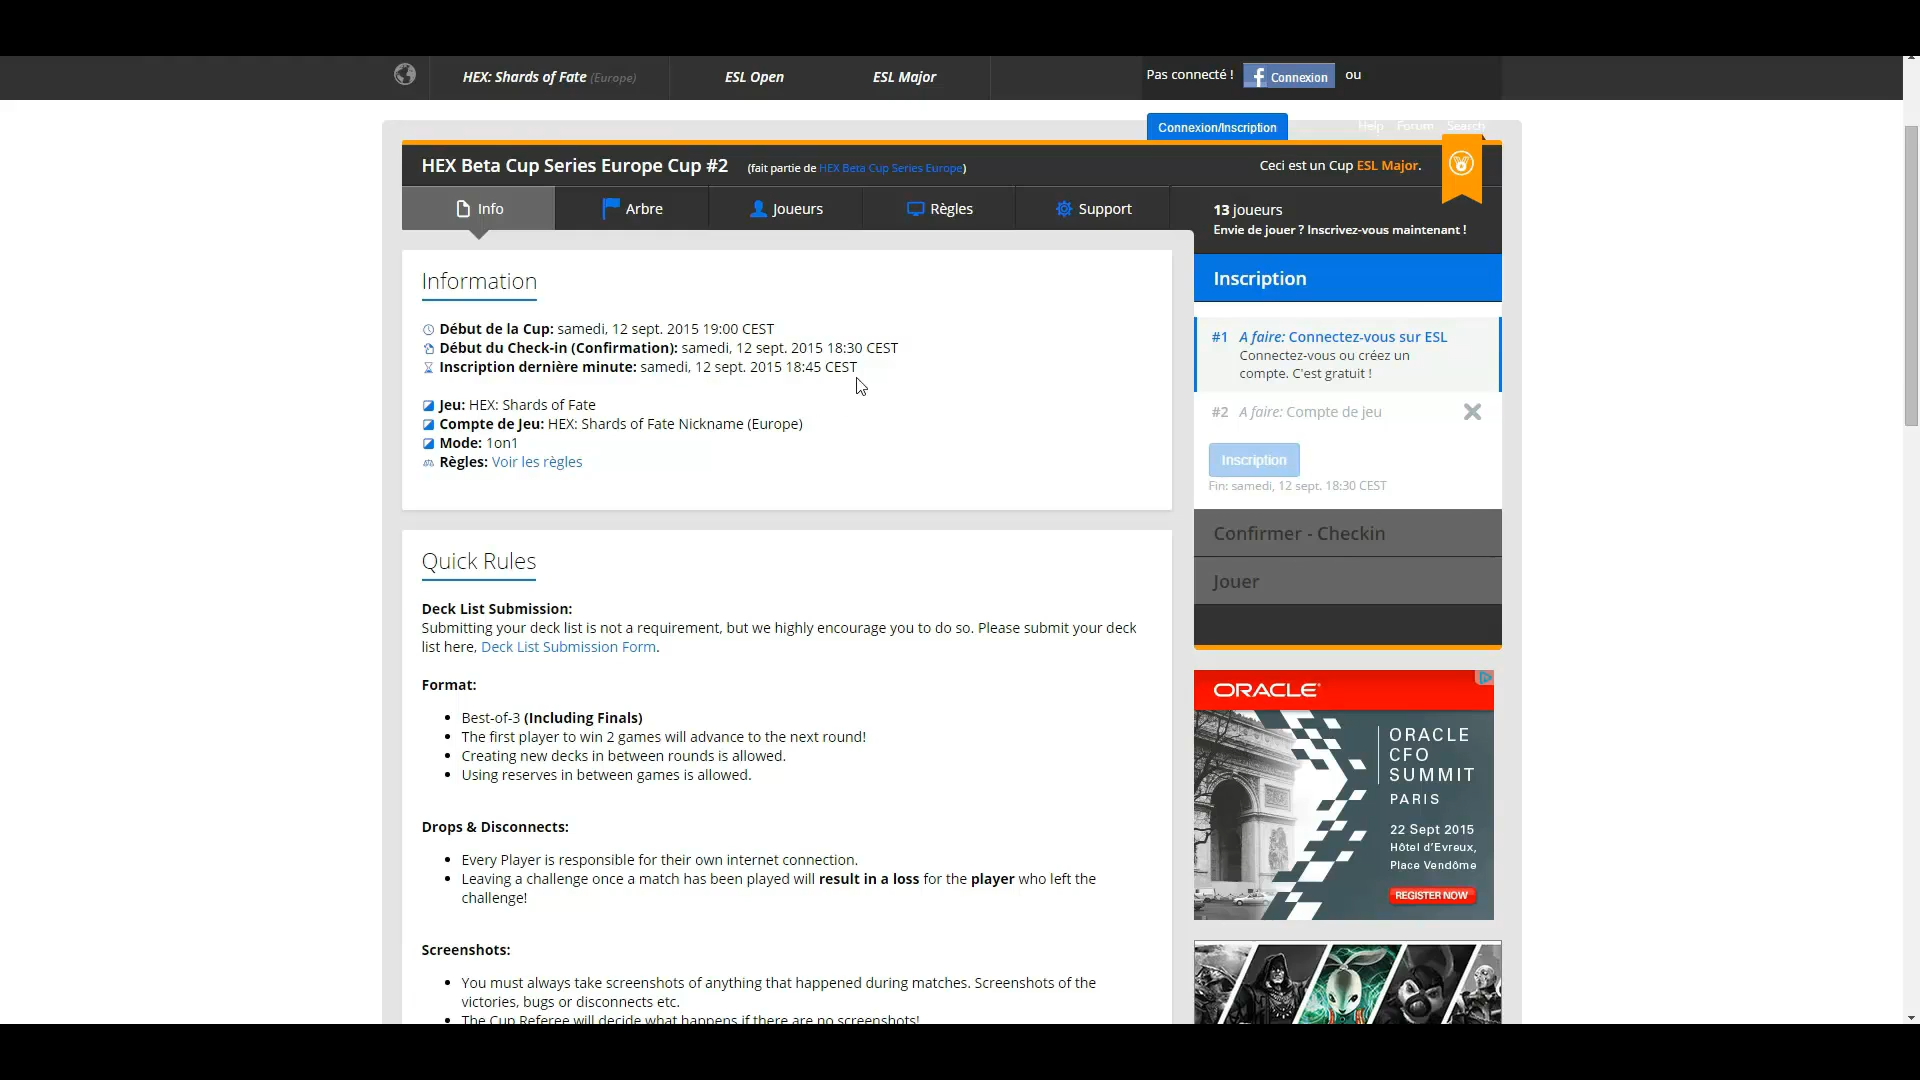 HEX: Shards of Fate (Europe)
ESL Open
ESL Major
Pas connecté !
Connexion
ou
Connexion/Inscription
Help
Forum
Search
HEX Beta Cup Series Europe Cup #2 (fait partie de HEX Beta Cup Series Europe)
Ceci est un Cup ESL Major.
Info
Arbre
Joueurs
Règles
Support
13 joueurs
Envie de jouer ? Inscrivez-vous maintenant !
Information
Début de la Cup: samedi, 12 sept. 2015 19:00 CEST
Début du Check-in (Confirmation): samedi, 12 sept. 2015 18:30 CEST
Inscription dernière minute: samedi, 12 sept. 2015 18:45 CEST
Jeu: HEX: Shards of Fate
Compte de Jeu: HEX: Shards of Fate Nickname (Europe)
Mode: 1on1
Règles: Voir les règles
Quick Rules
Deck List Submission:
Submitting your deck list is not a requirement, but we highly encourage you to do so. Please submit your deck
list here, Deck List Submission Form.
Format:
Best-of-3 (Including Finals)
The first player to win 2 games will advance to the next round!
Creating new decks in between rounds is allowed.
Using reserves in between games is allowed.
Drops & Disconnects:
Every Player is responsible for their own internet connection.
Leaving a challenge once a match has been played will result in a loss for the player who left the
challenge!
Screenshots:
You must always take screenshots of anything that happened during matches. Screenshots of the
victories, bugs or disconnects etc.
The Cup Referee will decide what happens if there are no screenshots!
Inscription
#1 A faire: Connectez-vous sur ESL
Connectez-vous ou créez un
compte. C'est gratuit !
#2 A faire: Compte de jeu
Inscription
Fin: samedi, 12 sept. 18:30 CEST
Confirmer - Checkin
Jouer
ORACLE
ORACLE
CFO
SUMMIT
PARIS
22 Sept 2015
Hôtel d'Evreux,
Place Vendôme
REGISTER NOW